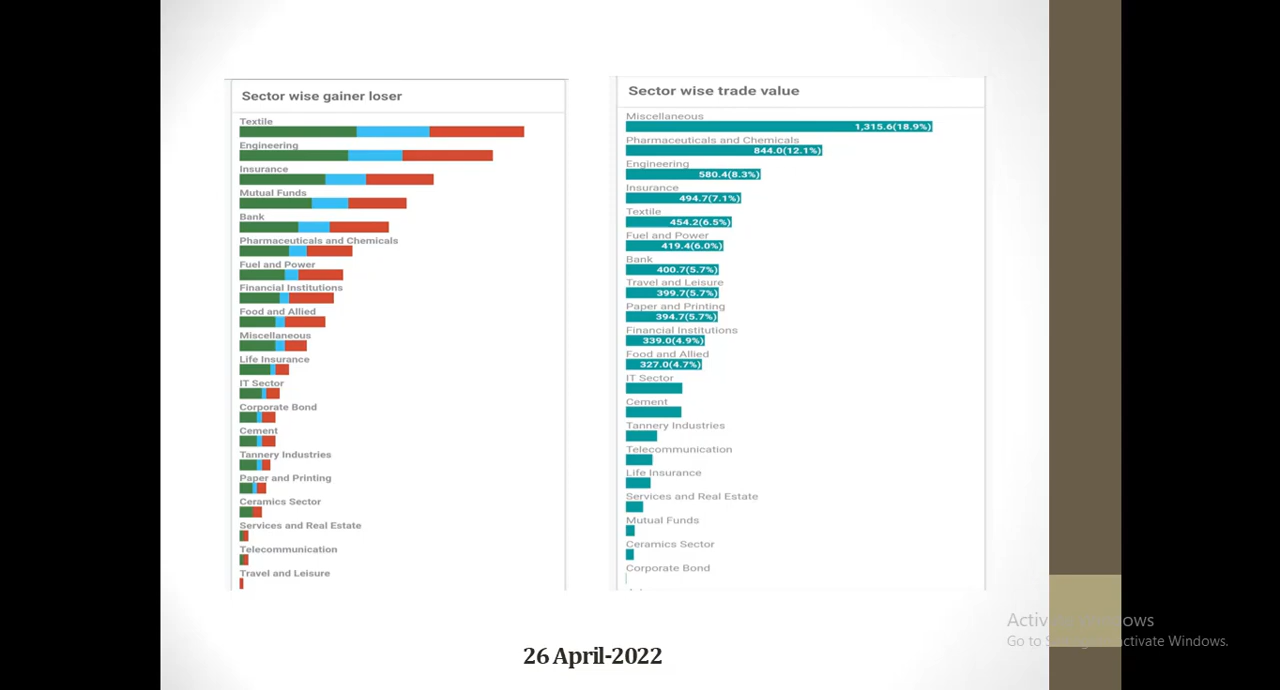 Sector wise gainer loser
Textile
Engineering
Insurance
Mutual Funds
Bank
Pharmaceuticals and Chemicals
Fuel and Power
Financial Institutions
Food and Allied
Miscellaneous
Life Insurance
IT Sector
Corporate Bond
Cement
Tannery Industries
Paper and Printing
Ceramics Sector
Services and Real Estate
Telecommunication
Travel and Leisure
Sector wise trade value
Miscellaneous
1,315.6(18.9%)
Pharmaceuticals and Chemicals
844.0(12.1%)
Engineering
580.4(8.3%)
Insurance
494.7(7.1%)
Textile
454.2(6.5%)
Fuel and Power
419.4(6.0%)
Bank
400.7(5.7%)
Travel and Leisure
399.7(5.7%)
Paper and Printing
394.7(5.7%)
Financial Institutions
339.0(4.9%)
Food and Allied
327.0(4.7%)
IT Sector
Cement
Tannery Industries
Telecommunication
Life Insurance
Services and Real Estate
Mutual Funds
Ceramics Sector
Corporate Bond
26 April-2022
Activate Windows
Go to Settings to activate Windows.